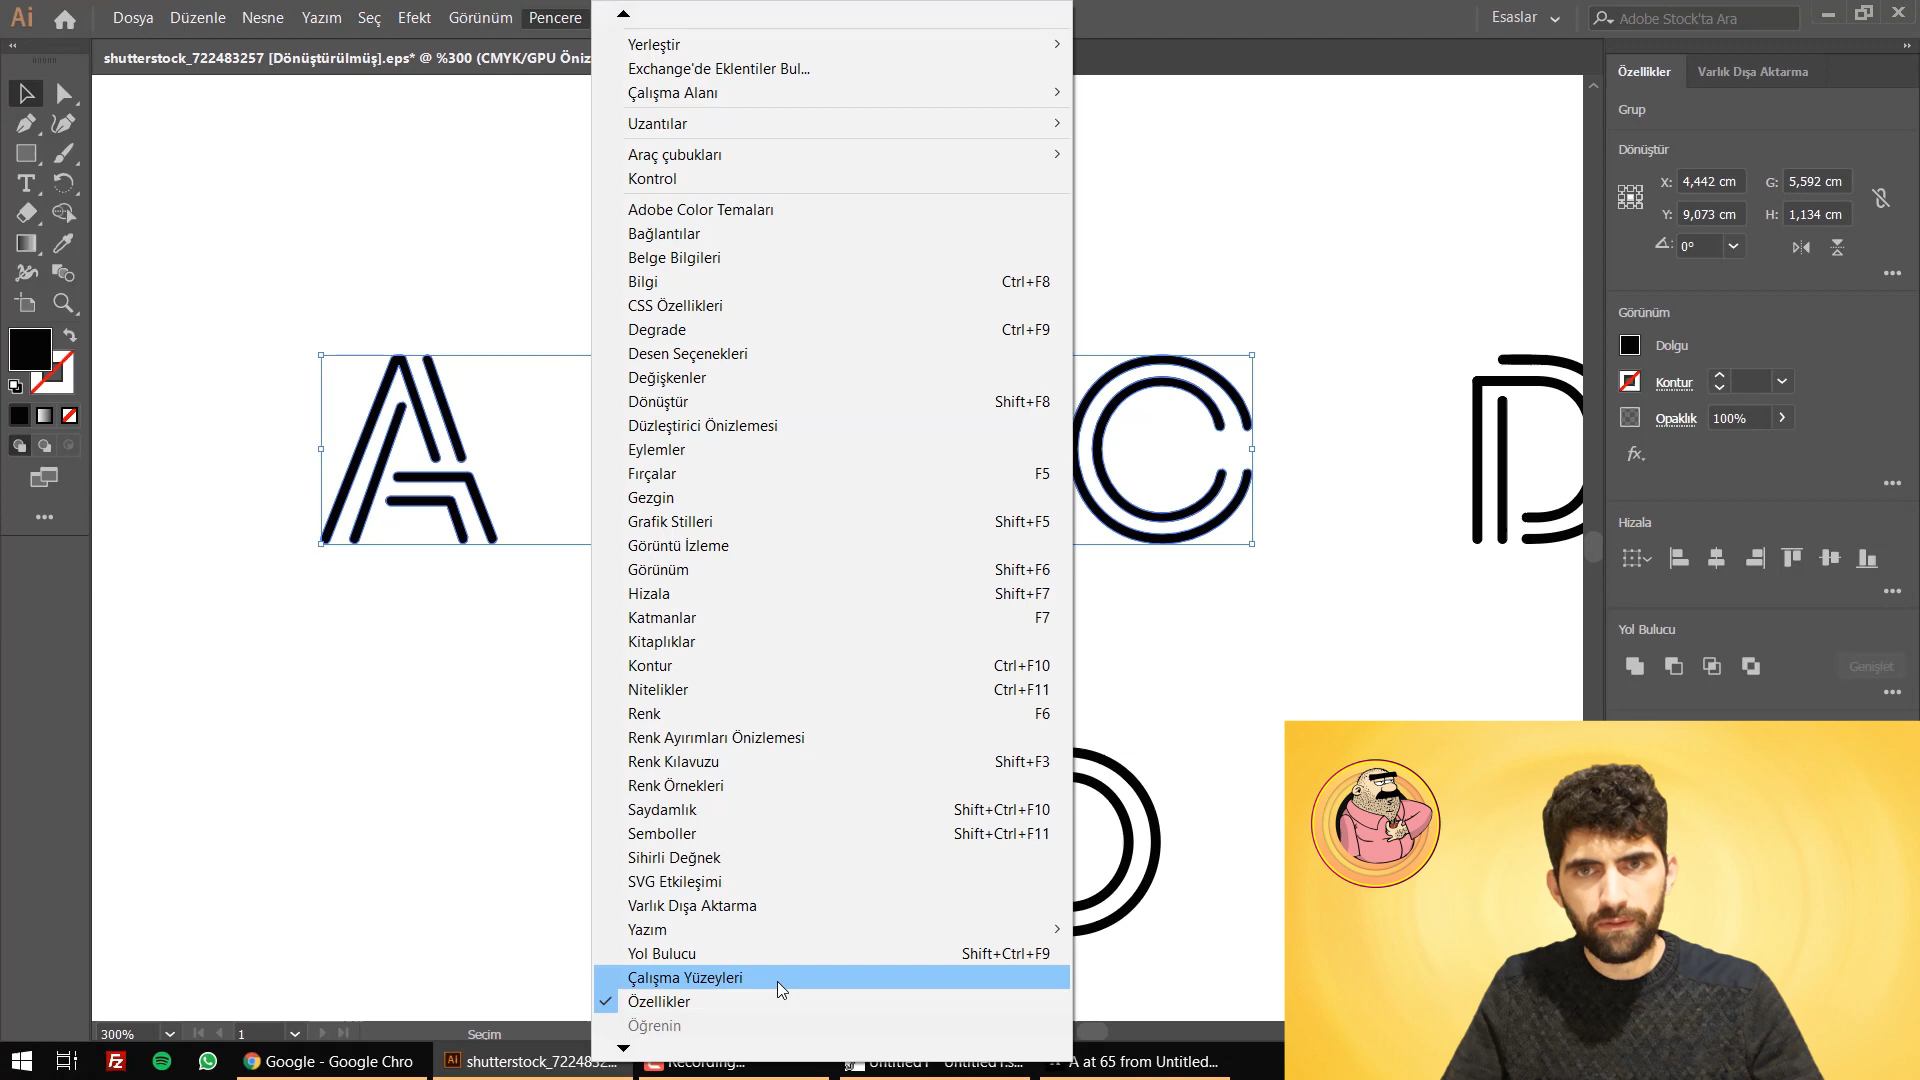 Ai Dosya Düzenle Nesne Yazım Seç Efekt Görünüm Pencere Esaslar Adobe Stock'ta Ara
shutterstock_722483257 [Dönüştürülmüş].eps* @ %300 (CMYK/GPU Öniz
Yerleştir
Exchange'de Eklentiler Bul...
Çalışma Alanı
Uzantılar
Araç çubukları
Kontrol
Adobe Color Temaları
Bağlantılar
Belge Bilgileri
Bilgi Ctrl+F8
CSS Özellikleri
Degrade Ctrl+F9
Desen Seçenekleri
Değişkenler
Dönüştür Shift+F8
Düzleştirici Önizlemesi
Eylemler
Fırçalar F5
Gezgin
Grafik Stilleri Shift+F5
Görüntü İzleme
Görünüm Shift+F6
Hizala Shift+F7
Katmanlar F7
Kitaplıklar
Kontur Ctrl+F10
Nitelikler Ctrl+F11
Renk F6
Renk Ayırımları Önizlemesi
Renk Kılavuzu Shift+F3
Renk Örnekleri
Saydamlık Shift+Ctrl+F10
Semboller Shift+Ctrl+F11
Sihirli Değnek
SVG Etkileşimi
Varlık Dışa Aktarma
Yazım
Yol Bulucu Shift+Ctrl+F9
Çalışma Yüzeyleri
Özellikler
Öğrenin
A C D
Özellikler Varlık Dışa Aktarma
Grup
Dönüştür
X: 4,442 cm G: 5,592 cm
Y: 9,073 cm H: 1,134 cm
0°
Görünüm
Dolgu
Kontur
Opaklık 100%
fx.
Hizala
Yol Bulucu
Genişlet
300% 1 Seçim
Fz Google - Google Chro Ai shutterstock_7224832... Recording... Untitled1 - Untitled1.s... A at 65 from Untitled...